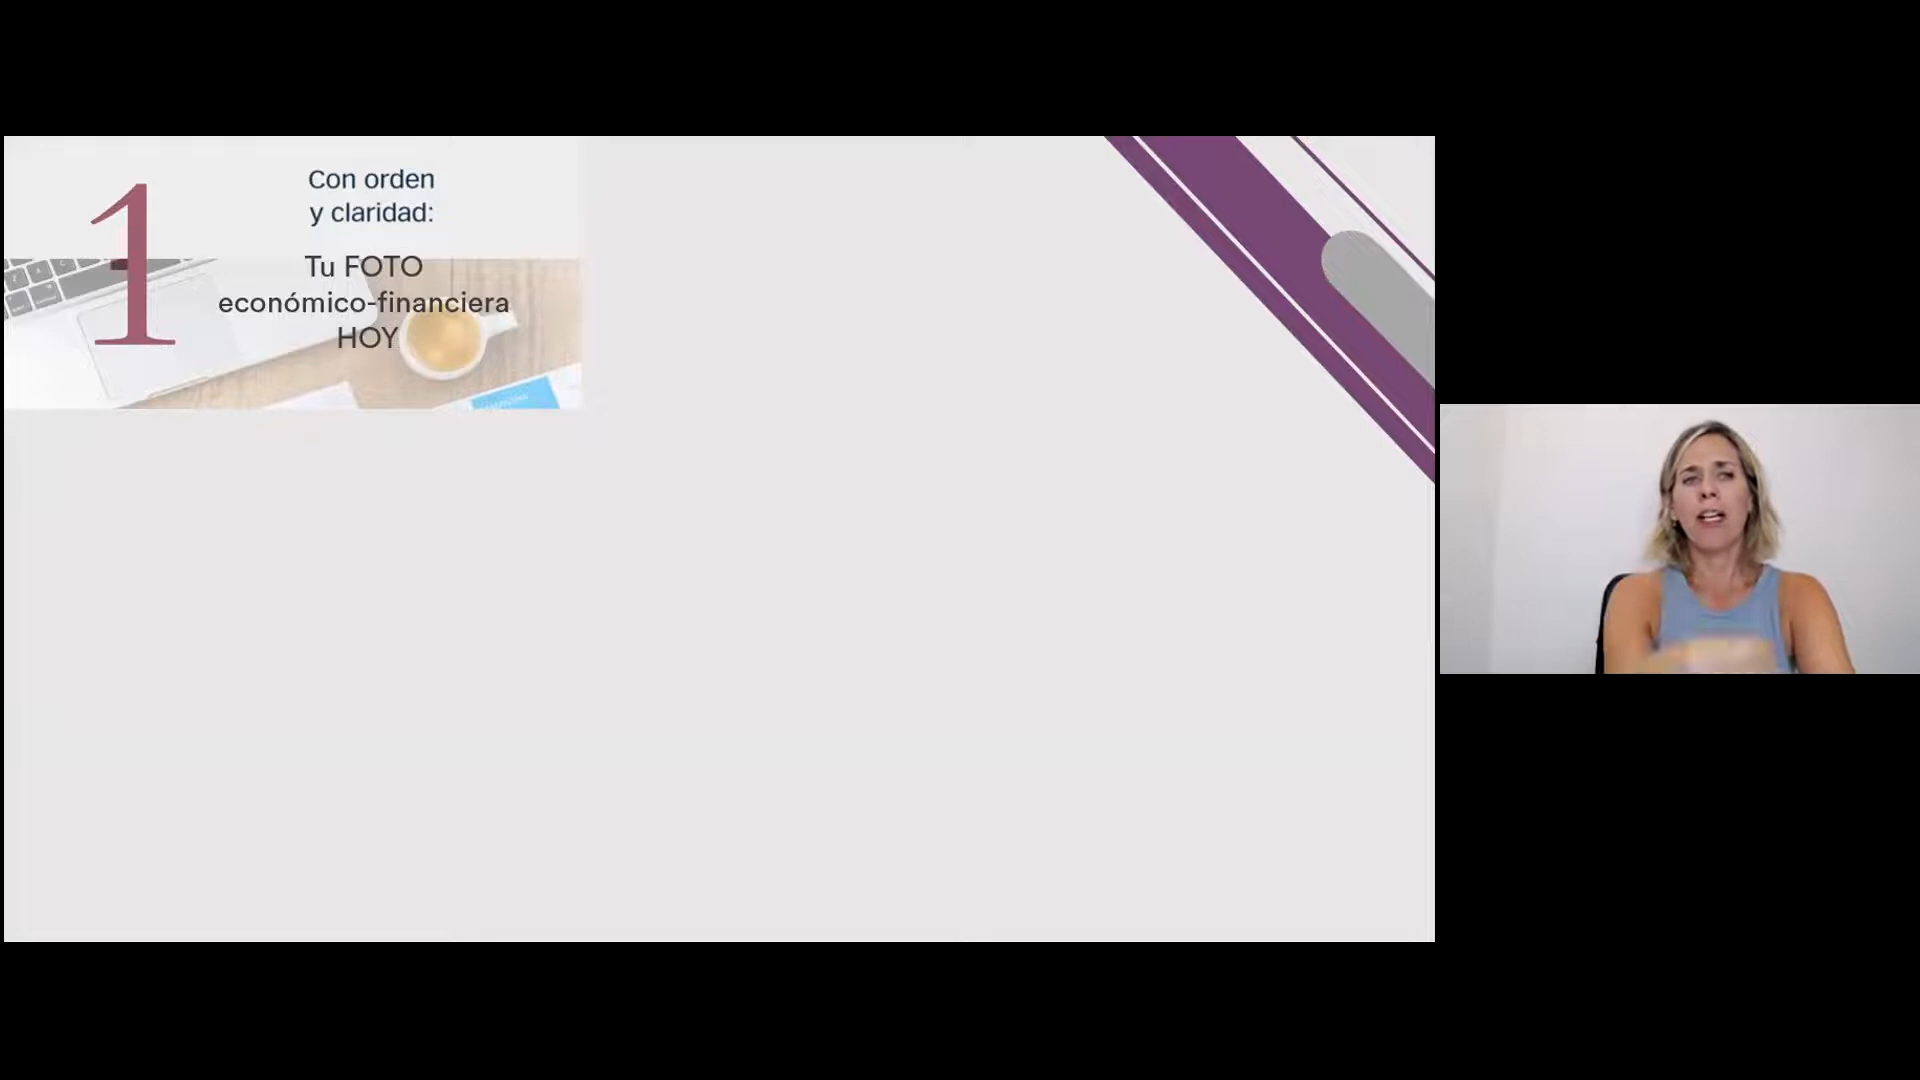 1
Con orden
y claridad:
Tu FOTO
económico-financiera
HOY